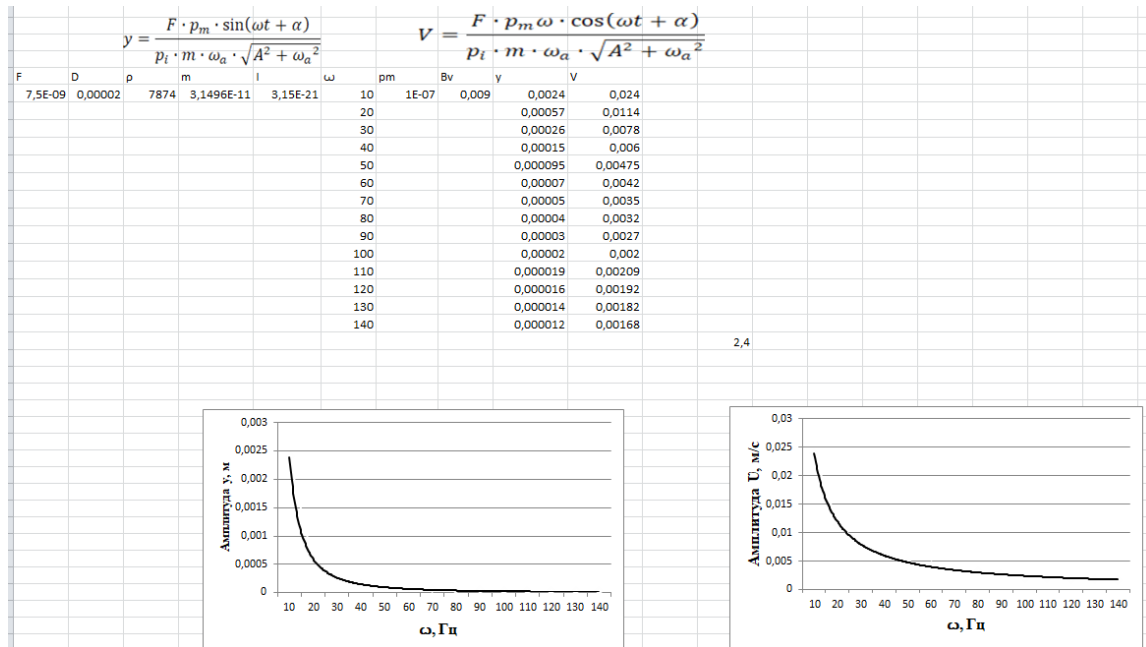 y = F · p_m · sin(ωt + α) / (p_i · m · ω_a · √(A² + ω_a²))
V = F · p_m ω · cos(ωt + α) / (p_i · m · ω_a · √(A² + ω_a²))
F D ρ m I ω pm Bv y V
7,5E-09 0,00002 7874 3,1496E-11 3,15E-21 10 1E-07 0,009 0,0024 0,024
20 0,00057 0,0114
30 0,00026 0,0078
40 0,00015 0,006
50 0,000095 0,00475
60 0,00007 0,0042
70 0,00005 0,0035
80 0,00004 0,0032
90 0,00003 0,0027
100 0,00002 0,002
110 0,000019 0,00209
120 0,000016 0,00192
130 0,000014 0,00182
140 0,000012 0,00168
2,4
Амплитуда y, м
0,003
0,0025
0,002
0,0015
0,001
0,0005
0
10 20 30 40 50 60 70 80 90 100 110 120 130 140
ω, Гц
Амплитуда U, м/с
0,03
0,025
0,02
0,015
0,01
0,005
0
10 20 30 40 50 60 70 80 90 100 110 120 130 140
ω, Гц